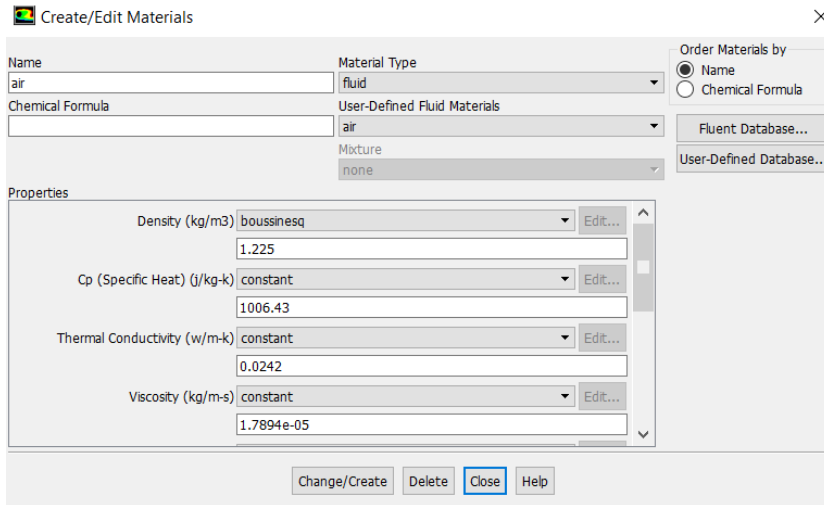 Create/Edit Materials
Name
air
Chemical Formula
Material Type
fluid
User-Defined Fluid Materials
air
Mixture
none
Order Materials by
Name
Chemical Formula
Fluent Database...
User-Defined Database..
Properties
Density (kg/m3) boussinesq Edit...
1.225
Cp (Specific Heat) (j/kg-k) constant Edit...
1006.43
Thermal Conductivity (w/m-k) constant Edit...
0.0242
Viscosity (kg/m-s) constant Edit...
1.7894e-05
Change/Create Delete Close Help